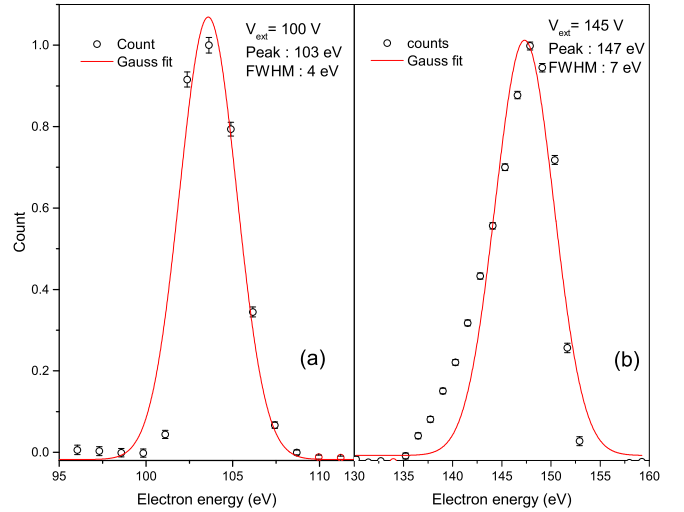 1.0
0.8
0.6
0.4
0.2
0.0
Count
Count
Gauss fit
V_ext= 100 V
Peak : 103 eV
FWHM : 4 eV
(a)
95 100 105 110
Electron energy (eV)
counts
Gauss fit
V_ext= 145 V
Peak : 147 eV
FWHM : 7 eV
(b)
130 135 140 145 150 155 160
Electron energy (eV)